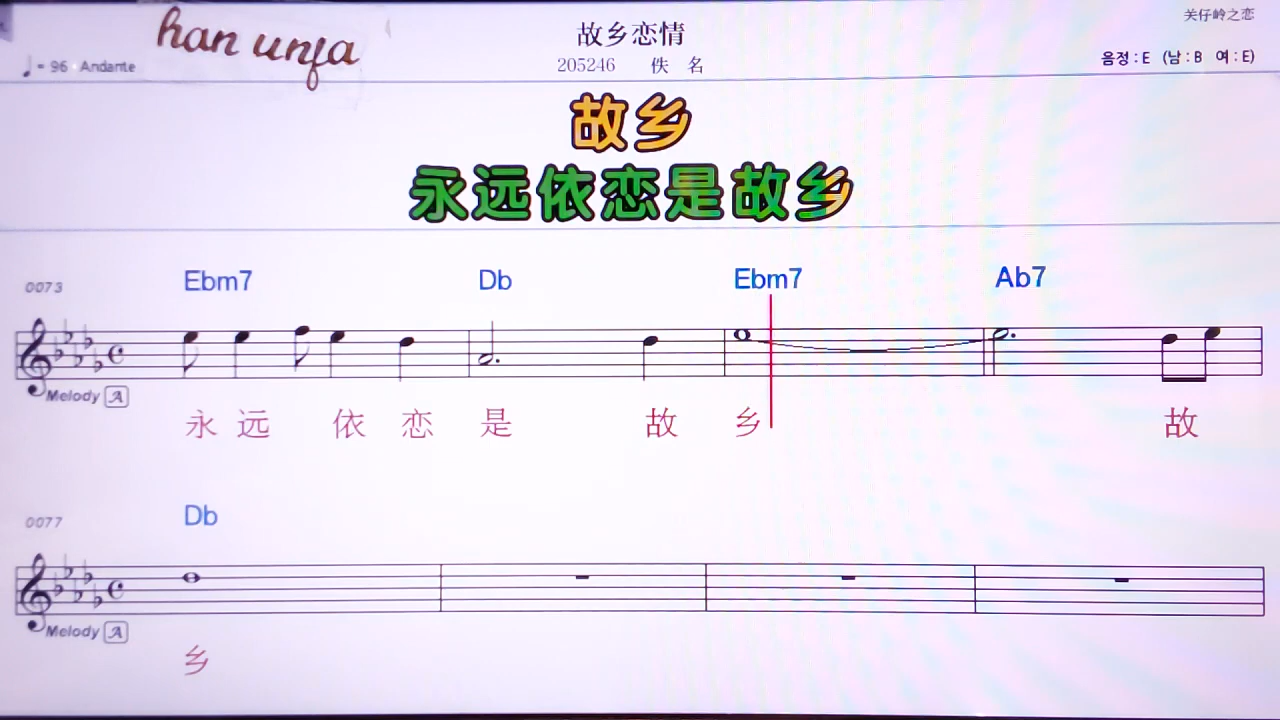 han unfa
故乡恋情
关仔岭之恋
♩= 96 Andante
205246 佚 名
음정 : E (남 : B 여 : E)
故乡
永远依恋是故乡
0073 Ebm7 Db Ebm7 Ab7
Melody A
永 远 依 恋 是 故 乡 故
0077 Db
Melody A
乡